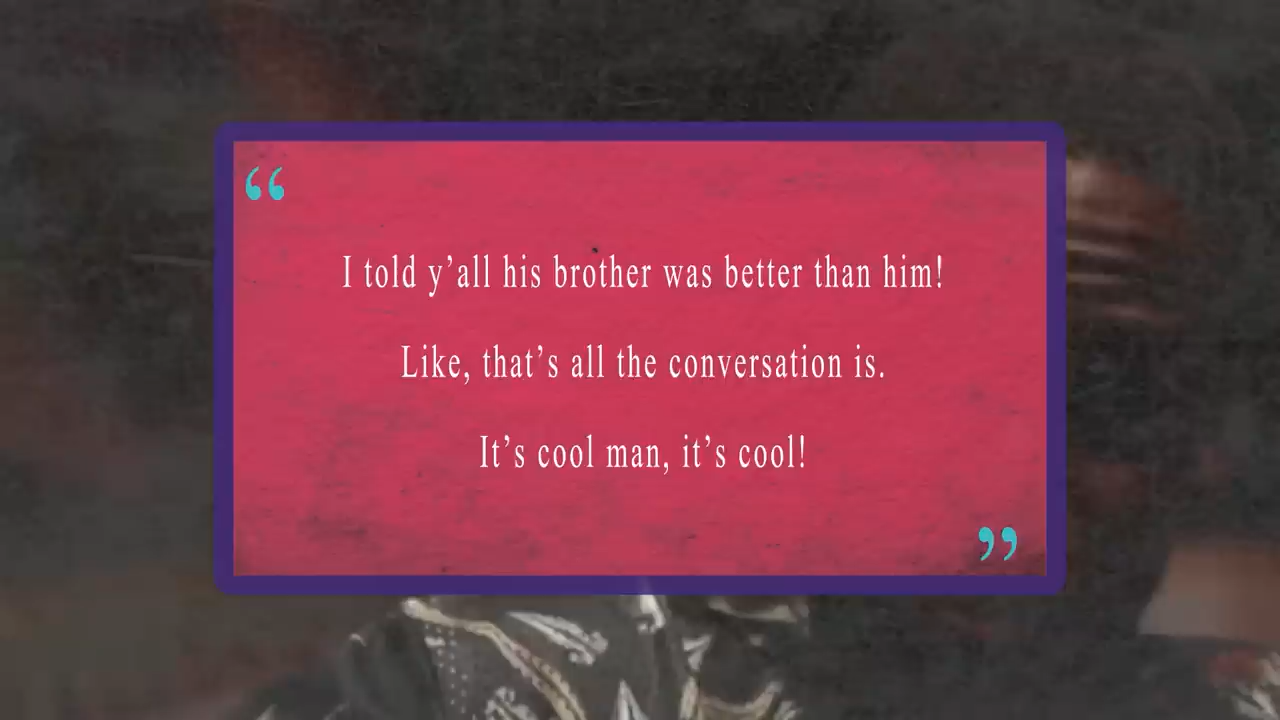 “
I told y’all his brother was better than him!
Like, that’s all the conversation is.
It’s cool man, it’s cool!
”